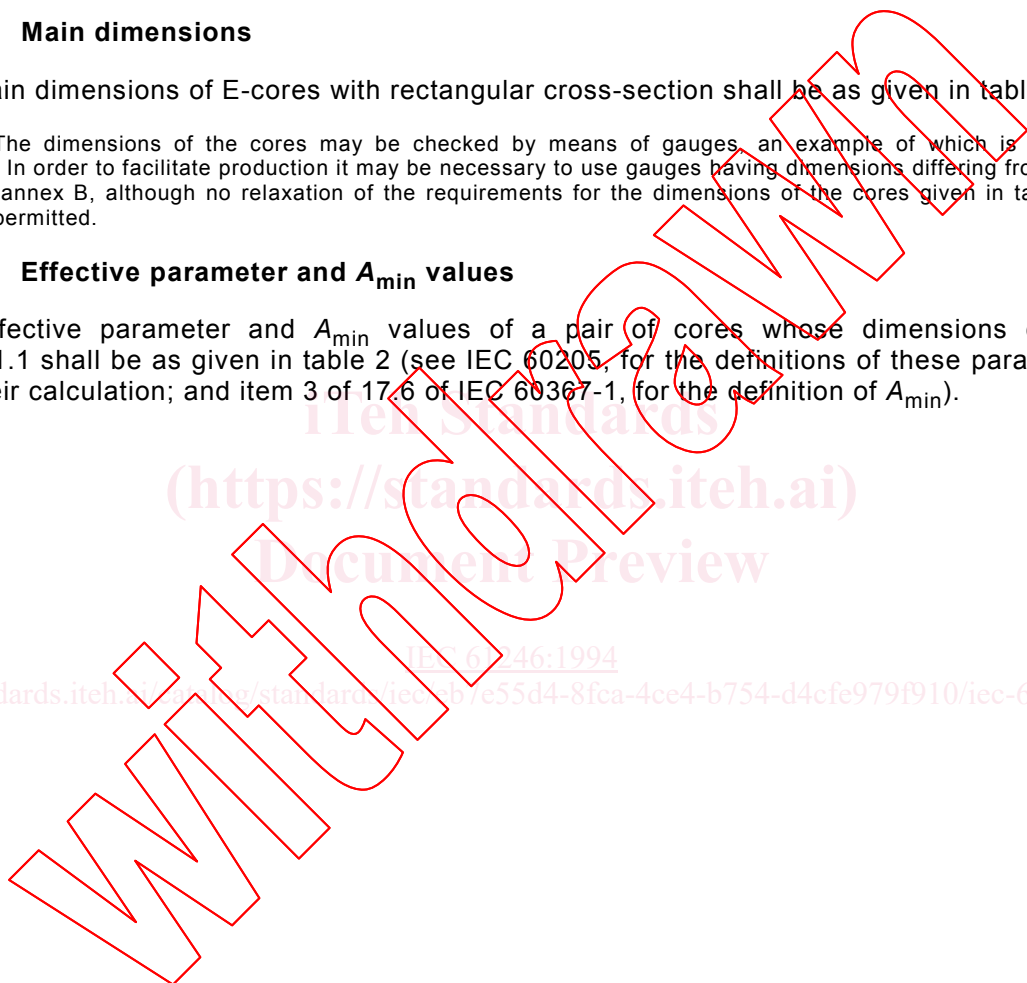 Main dimensions
ain dimensions of E-cores with rectangular cross-section shall be as given in tabl
The dimensions of the cores may be checked by means of gauges, an example of which is
In order to facilitate production it may be necessary to use gauges having dimensions differing fro
annex B, although no relaxation of the requirements for the dimensions of the cores given in ta
permitted.
Effective parameter and Amin values
fective parameter and Amin values of a pair of cores whose dimensions
1.1 shall be as given in table 2 (see IEC 60205, for the definitions of these para
eir calculation; and item 3 of 17.6 of IEC 60367-1, for the definition of Amin).
iTeh Standards
(https://standards.iteh.ai)
Document Preview
IEC 61246:1994
dards.iteh.ai/catalog/standards/iec/eb7e55d4-8fca-4ce4-b754-d4cfe979f910/iec-6
withdrawn